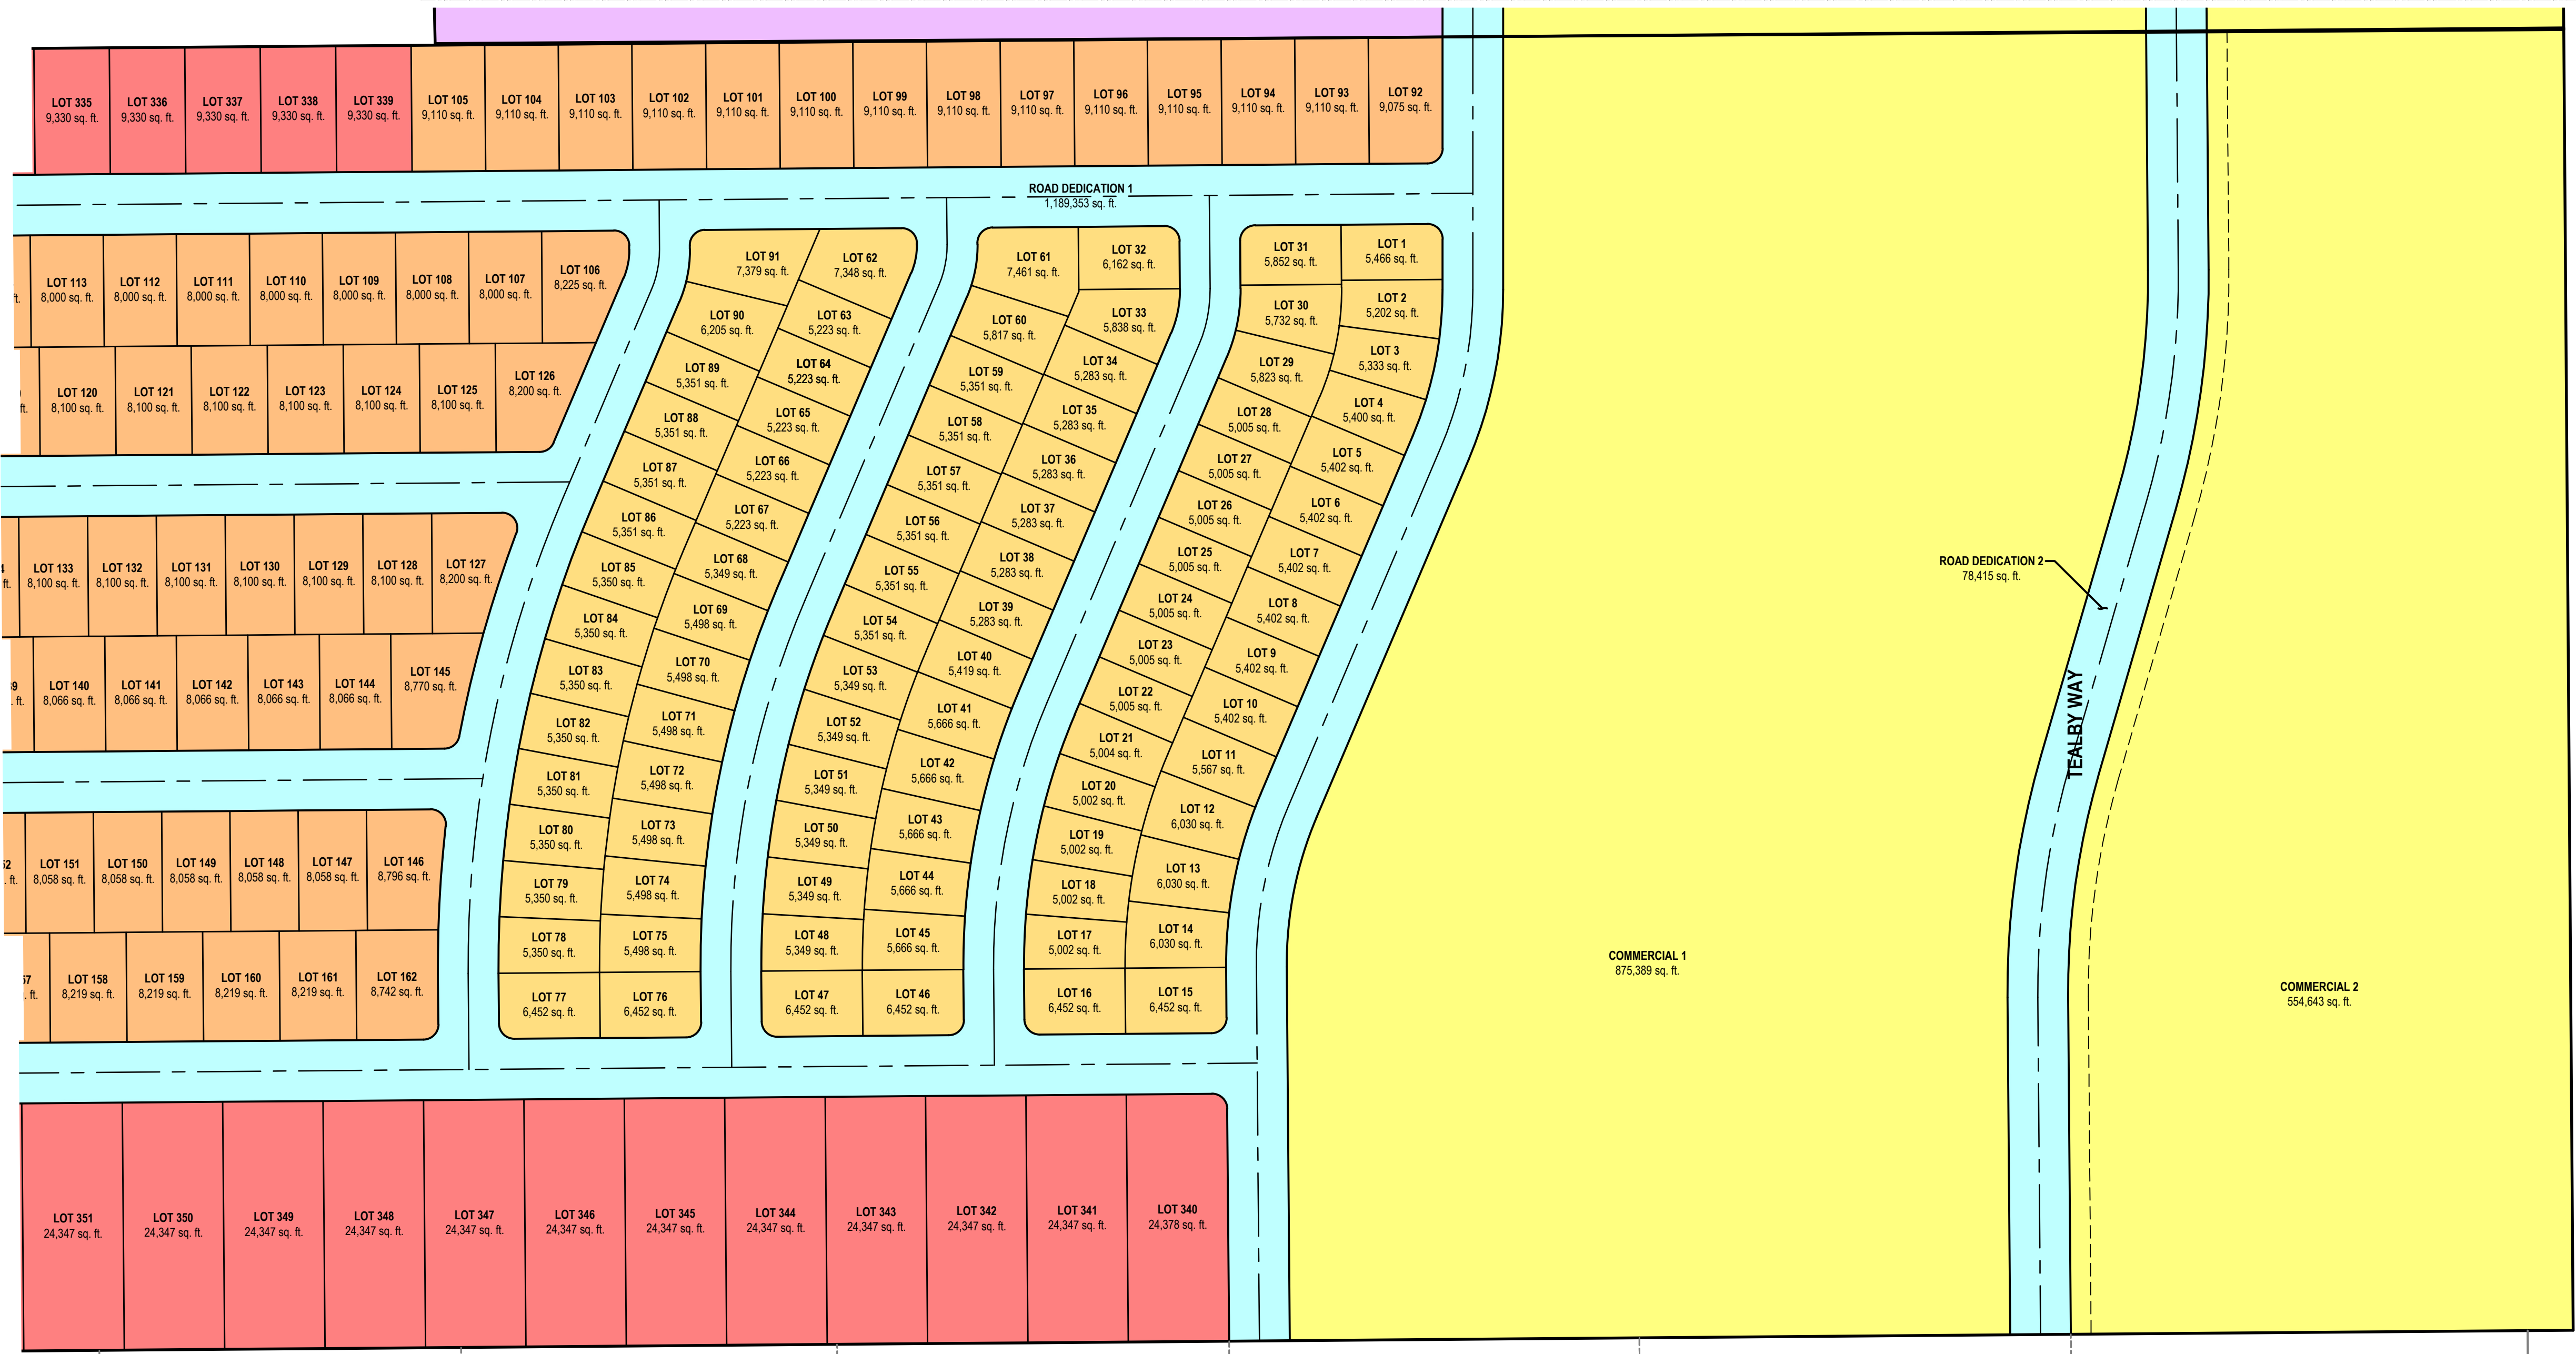 LOT 335
9,330 sq. ft.
LOT 336
9,330 sq. ft.
LOT 337
9,330 sq. ft.
LOT 338
9,330 sq. ft.
LOT 339
9,330 sq. ft.
LOT 105
9,110 sq. ft.
LOT 104
9,110 sq. ft.
LOT 103
9,110 sq. ft.
LOT 102
9,110 sq. ft.
LOT 101
9,110 sq. ft.
LOT 100
9,110 sq. ft.
LOT 99
9,110 sq. ft.
LOT 98
9,110 sq. ft.
LOT 97
9,110 sq. ft.
LOT 96
9,110 sq. ft.
LOT 95
9,110 sq. ft.
LOT 94
9,110 sq. ft.
LOT 93
9,110 sq. ft.
LOT 92
9,075 sq. ft.
ROAD DEDICATION 1
1,189,353 sq. ft.
ft.
LOT 113
8,000 sq. ft.
LOT 112
8,000 sq. ft.
LOT 111
8,000 sq. ft.
LOT 110
8,000 sq. ft.
LOT 109
8,000 sq. ft.
LOT 108
8,000 sq. ft.
LOT 107
8,000 sq. ft.
LOT 106
8,225 sq. ft.
ft.
LOT 120
8,100 sq. ft.
LOT 121
8,100 sq. ft.
LOT 122
8,100 sq. ft.
LOT 123
8,100 sq. ft.
LOT 124
8,100 sq. ft.
LOT 125
8,100 sq. ft.
LOT 126
8,200 sq. ft.
4
ft.
LOT 133
8,100 sq. ft.
LOT 132
8,100 sq. ft.
LOT 131
8,100 sq. ft.
LOT 130
8,100 sq. ft.
LOT 129
8,100 sq. ft.
LOT 128
8,100 sq. ft.
LOT 127
8,200 sq. ft.
39
. ft.
LOT 140
8,066 sq. ft.
LOT 141
8,066 sq. ft.
LOT 142
8,066 sq. ft.
LOT 143
8,066 sq. ft.
LOT 144
8,066 sq. ft.
LOT 145
8,770 sq. ft.
52
. ft.
LOT 151
8,058 sq. ft.
LOT 150
8,058 sq. ft.
LOT 149
8,058 sq. ft.
LOT 148
8,058 sq. ft.
LOT 147
8,058 sq. ft.
LOT 146
8,796 sq. ft.
57
. ft.
LOT 158
8,219 sq. ft.
LOT 159
8,219 sq. ft.
LOT 160
8,219 sq. ft.
LOT 161
8,219 sq. ft.
LOT 162
8,742 sq. ft.
LOT 91
7,379 sq. ft.
LOT 90
6,205 sq. ft.
LOT 89
5,351 sq. ft.
LOT 88
5,351 sq. ft.
LOT 87
5,351 sq. ft.
LOT 86
5,351 sq. ft.
LOT 85
5,350 sq. ft.
LOT 84
5,350 sq. ft.
LOT 83
5,350 sq. ft.
LOT 82
5,350 sq. ft.
LOT 81
5,350 sq. ft.
LOT 80
5,350 sq. ft.
LOT 79
5,350 sq. ft.
LOT 78
5,350 sq. ft.
LOT 77
6,452 sq. ft.
LOT 62
7,348 sq. ft.
LOT 63
5,223 sq. ft.
LOT 64
5,223 sq. ft.
LOT 65
5,223 sq. ft.
LOT 66
5,223 sq. ft.
LOT 67
5,223 sq. ft.
LOT 68
5,349 sq. ft.
LOT 69
5,498 sq. ft.
LOT 70
5,498 sq. ft.
LOT 71
5,498 sq. ft.
LOT 72
5,498 sq. ft.
LOT 73
5,498 sq. ft.
LOT 74
5,498 sq. ft.
LOT 75
5,498 sq. ft.
LOT 76
6,452 sq. ft.
LOT 61
7,461 sq. ft.
LOT 60
5,817 sq. ft.
LOT 59
5,351 sq. ft.
LOT 58
5,351 sq. ft.
LOT 57
5,351 sq. ft.
LOT 56
5,351 sq. ft.
LOT 55
5,351 sq. ft.
LOT 54
5,351 sq. ft.
LOT 53
5,349 sq. ft.
LOT 52
5,349 sq. ft.
LOT 51
5,349 sq. ft.
LOT 50
5,349 sq. ft.
LOT 49
5,349 sq. ft.
LOT 48
5,349 sq. ft.
LOT 47
6,452 sq. ft.
LOT 32
6,162 sq. ft.
LOT 33
5,838 sq. ft.
LOT 34
5,283 sq. ft.
LOT 35
5,283 sq. ft.
LOT 36
5,283 sq. ft.
LOT 37
5,283 sq. ft.
LOT 38
5,283 sq. ft.
LOT 39
5,283 sq. ft.
LOT 40
5,419 sq. ft.
LOT 41
5,666 sq. ft.
LOT 42
5,666 sq. ft.
LOT 43
5,666 sq. ft.
LOT 44
5,666 sq. ft.
LOT 45
5,666 sq. ft.
LOT 46
6,452 sq. ft.
LOT 31
5,852 sq. ft.
LOT 30
5,732 sq. ft.
LOT 29
5,823 sq. ft.
LOT 28
5,005 sq. ft.
LOT 27
5,005 sq. ft.
LOT 26
5,005 sq. ft.
LOT 25
5,005 sq. ft.
LOT 24
5,005 sq. ft.
LOT 23
5,005 sq. ft.
LOT 22
5,005 sq. ft.
LOT 21
5,004 sq. ft.
LOT 20
5,002 sq. ft.
LOT 19
5,002 sq. ft.
LOT 18
5,002 sq. ft.
LOT 17
5,002 sq. ft.
LOT 16
6,452 sq. ft.
LOT 1
5,466 sq. ft.
LOT 2
5,202 sq. ft.
LOT 3
5,333 sq. ft.
LOT 4
5,400 sq. ft.
LOT 5
5,402 sq. ft.
LOT 6
5,402 sq. ft.
LOT 7
5,402 sq. ft.
LOT 8
5,402 sq. ft.
LOT 9
5,402 sq. ft.
LOT 10
5,402 sq. ft.
LOT 11
5,567 sq. ft.
LOT 12
6,030 sq. ft.
LOT 13
6,030 sq. ft.
LOT 14
6,030 sq. ft.
LOT 15
6,452 sq. ft.
LOT 351
24,347 sq. ft.
LOT 350
24,347 sq. ft.
LOT 349
24,347 sq. ft.
LOT 348
24,347 sq. ft.
LOT 347
24,347 sq. ft.
LOT 346
24,347 sq. ft.
LOT 345
24,347 sq. ft.
LOT 344
24,347 sq. ft.
LOT 343
24,347 sq. ft.
LOT 342
24,347 sq. ft.
LOT 341
24,347 sq. ft.
LOT 340
24,378 sq. ft.
COMMERCIAL 1
875,389 sq. ft.
ROAD DEDICATION 2
78,415 sq. ft.
TEALBY WAY
COMMERCIAL 2
554,643 sq. ft.